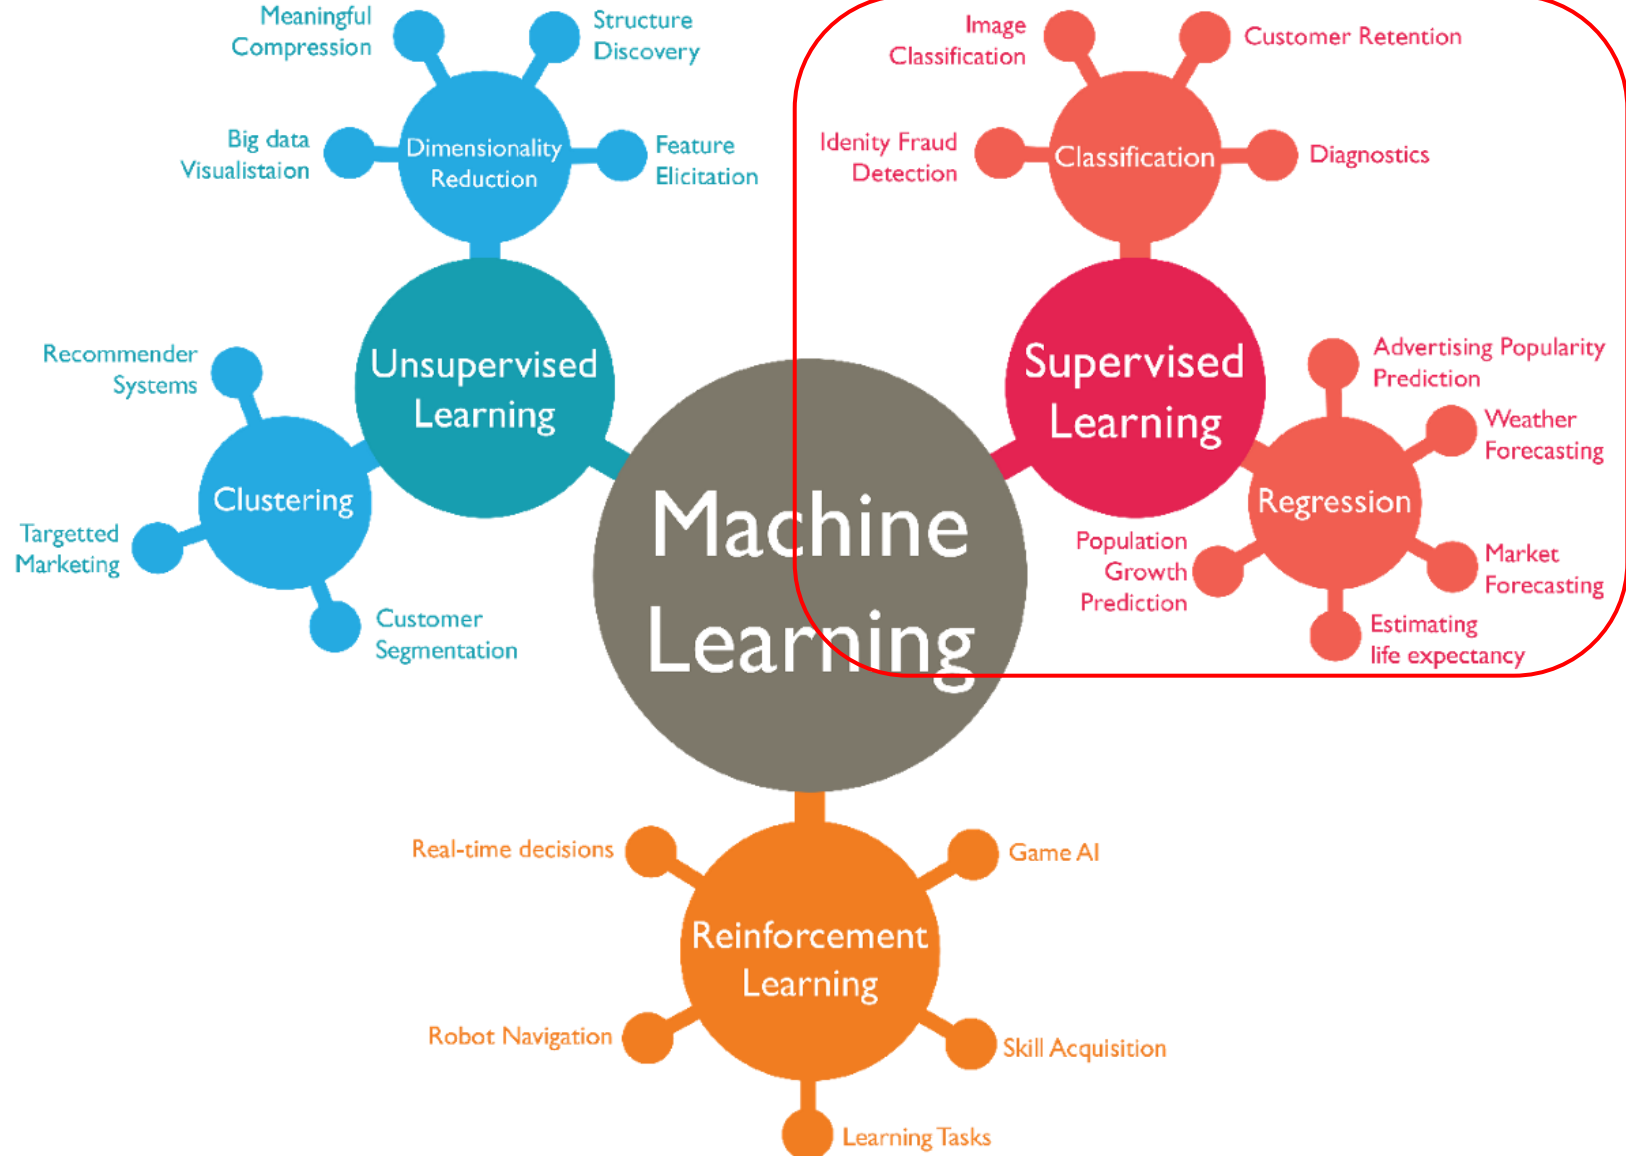 Meaningful
Compression
Structure
Discovery
Big data
Visualistaion
Dimensionality
Reduction
Feature
Elicitation
Image
Classification
Customer Retention
Idenity Fraud
Detection
Classification
Diagnostics
Unsupervised
Learning
Recommender
Systems
Clustering
Targetted
Marketing
Customer
Segmentation
Supervised
Learning
Advertising Popularity
Prediction
Weather
Forecasting
Regression
Population
Growth
Prediction
Market
Forecasting
Estimating
life expectancy
Machine
Learning
Real-time decisions
Game AI
Reinforcement
Learning
Robot Navigation
Skill Acquisition
Learning Tasks